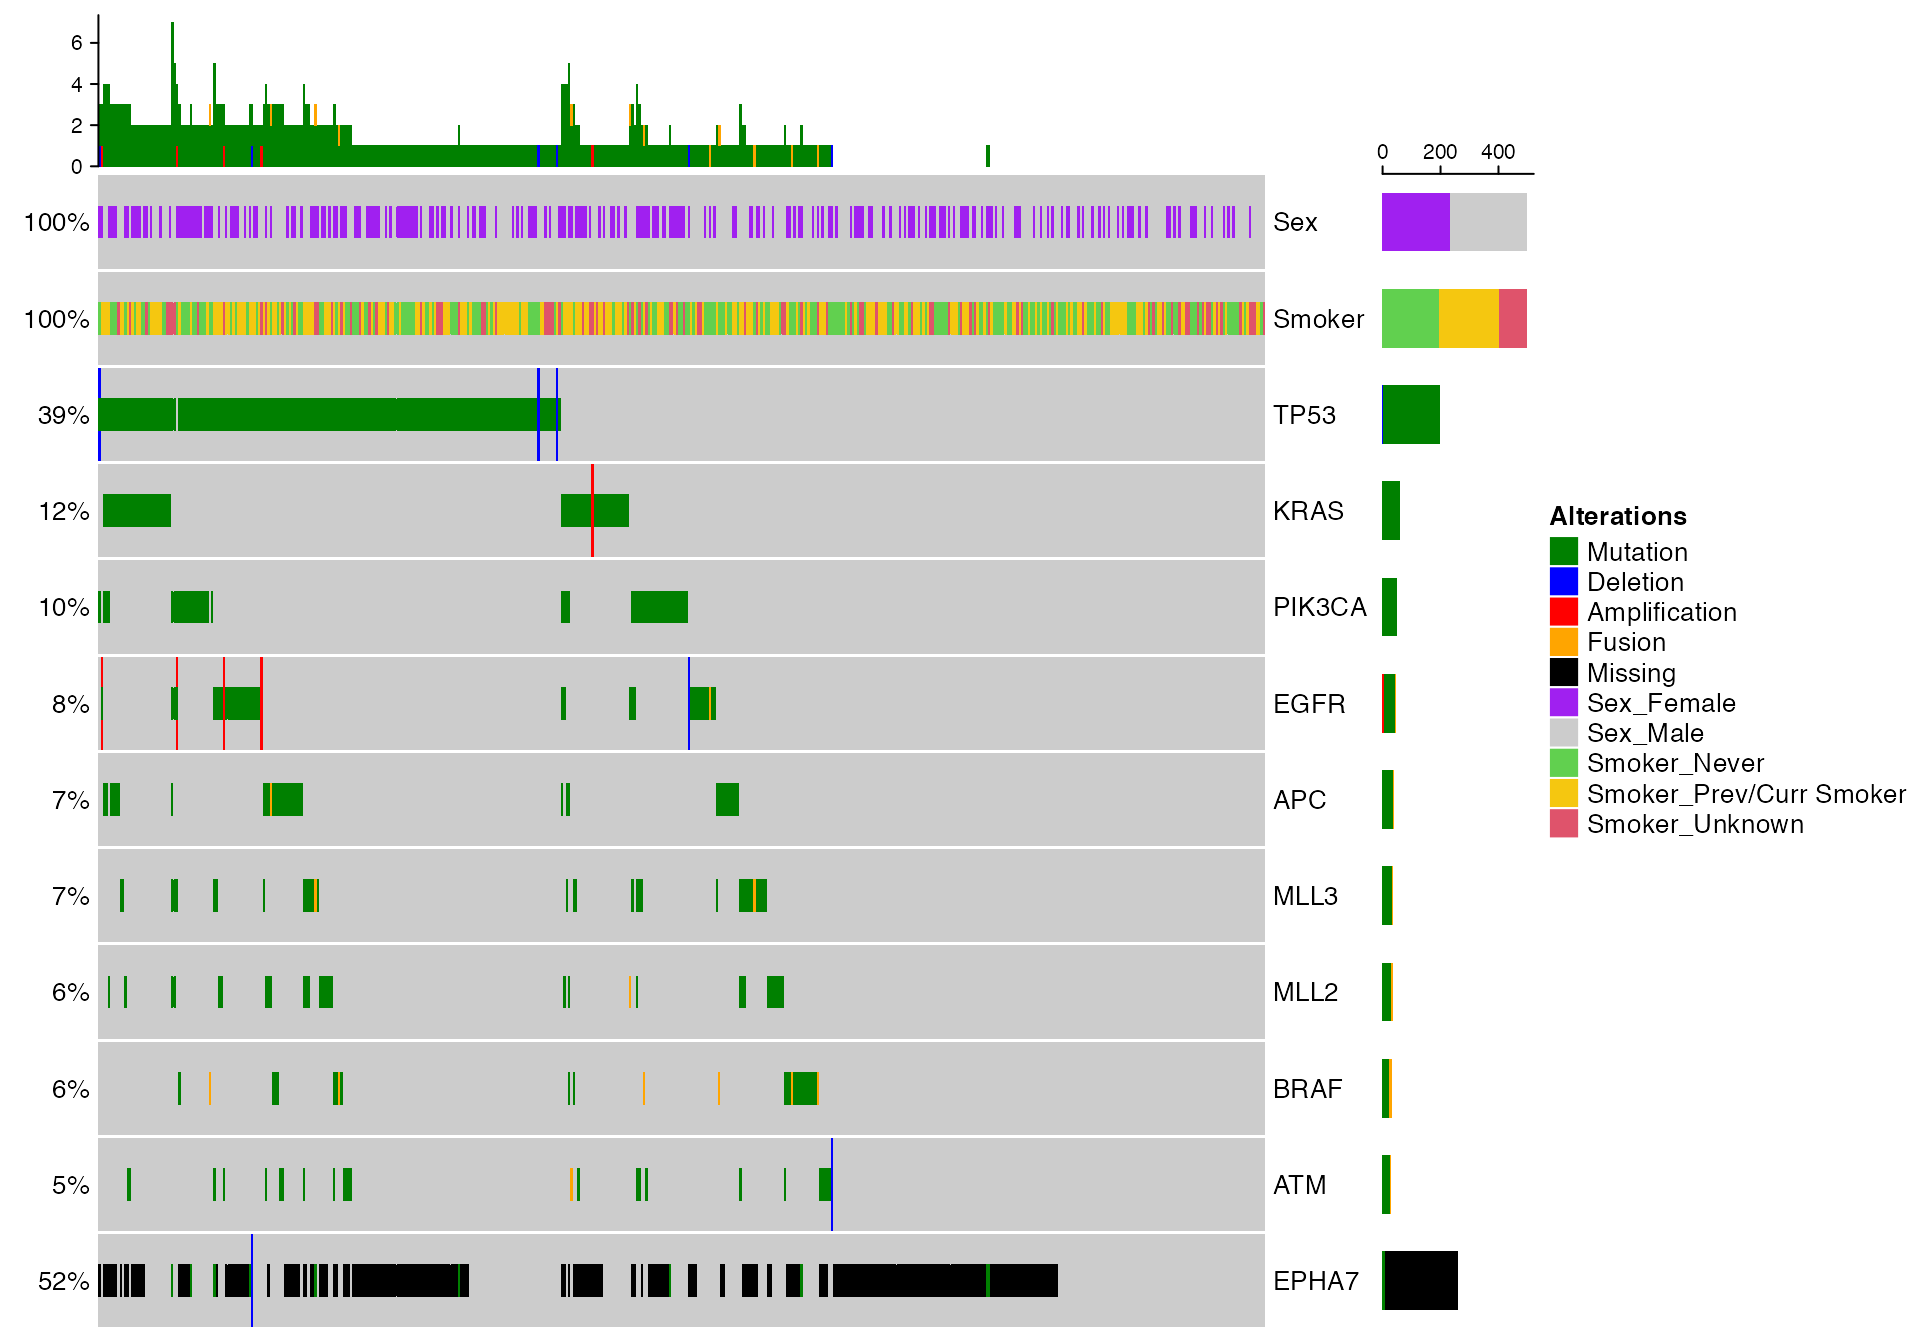 6
4
2
0
0 200 400
100% Sex
100% Smoker
39% TP53
12% KRAS
10% PIK3CA
8% EGFR
7% APC
7% MLL3
6% MLL2
6% BRAF
5% ATM
52% EPHA7
Alterations
Mutation
Deletion
Amplification
Fusion
Missing
Sex_Female
Sex_Male
Smoker_Never
Smoker_Prev/Curr Smoker
Smoker_Unknown